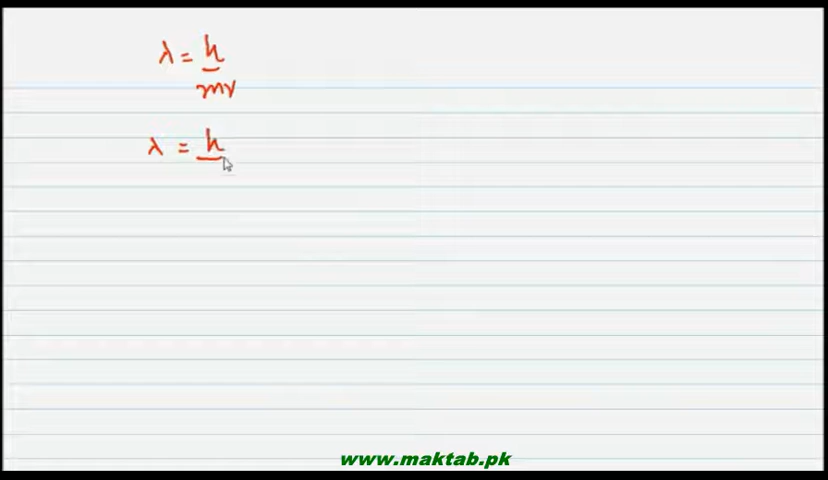 λ = h
mv
λ = h
www.maktab.pk